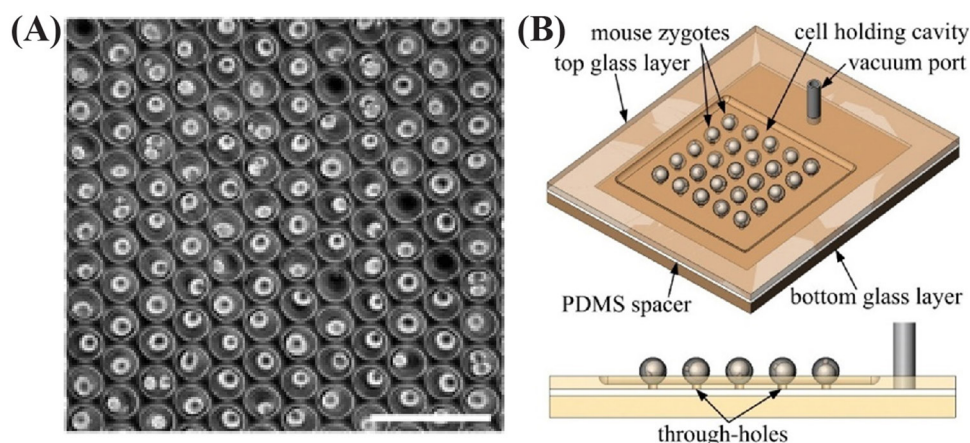 (A)
(B)
mouse zygotes
cell holding cavity
top glass layer
vacuum port
PDMS spacer
bottom glass layer
through-holes